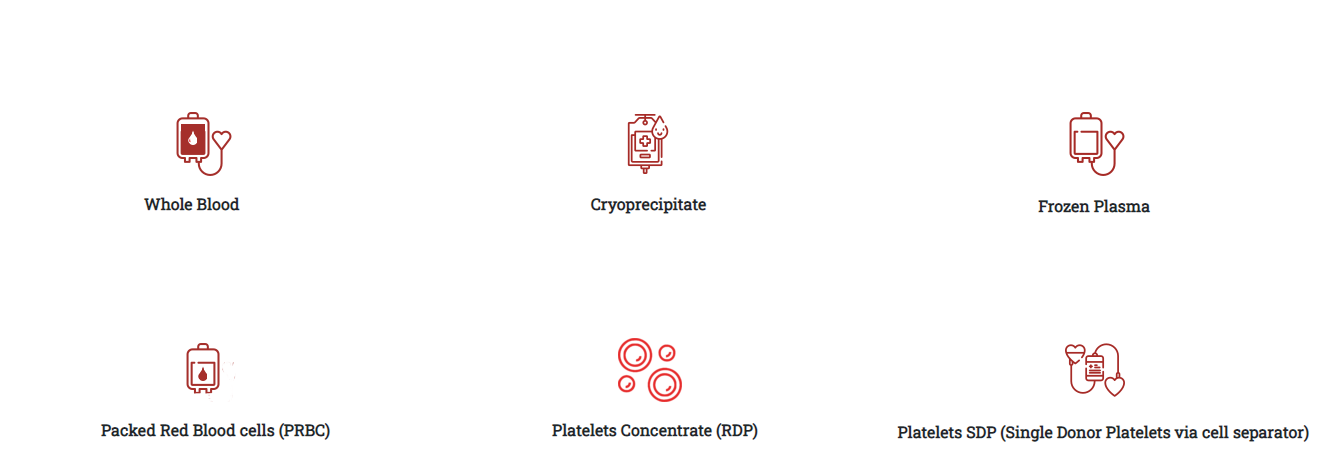 Whole Blood
Cryoprecipitate
Frozen Plasma
Packed Red Blood cells (PRBC)
Platelets Concentrate (RDP)
Platelets SDP (Single Donor Platelets via cell separator)